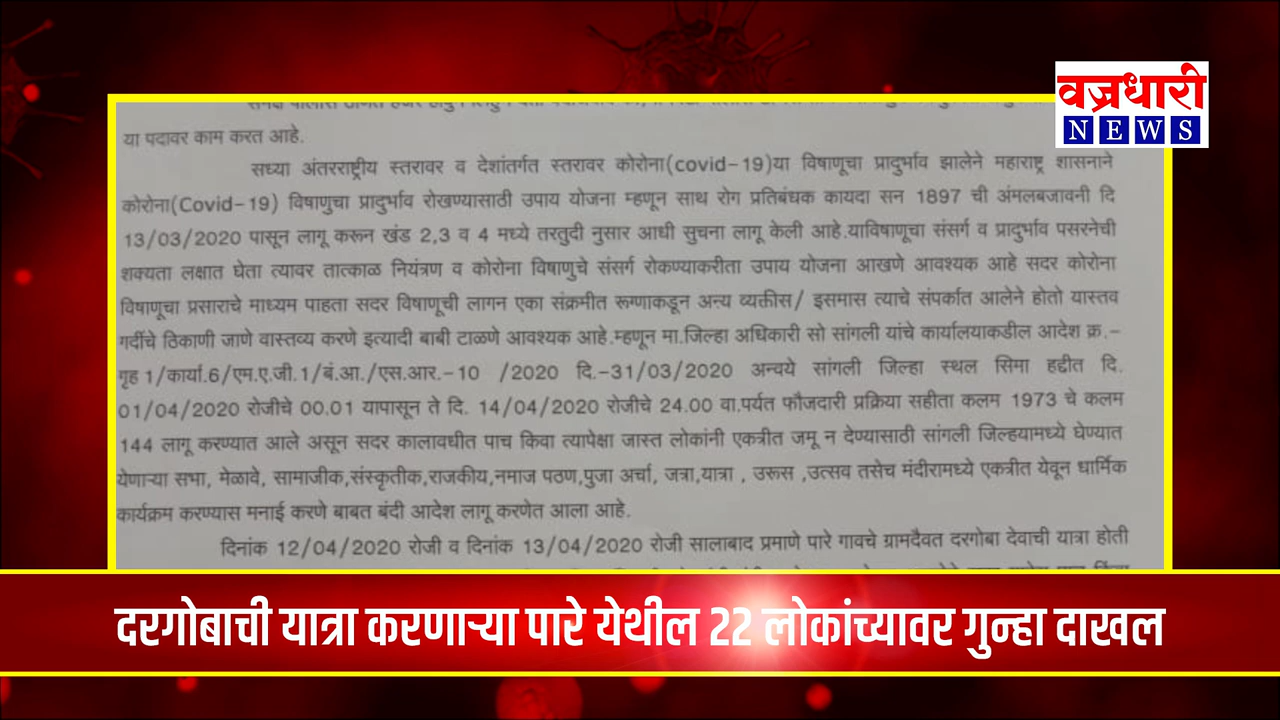 वज्रधारी
NEWS
या पदावर काम करत आहे.
सध्या अंतरराष्ट्रीय स्तरावर व देशांतर्गत स्तरावर कोरोना(covid-19)या विषाणूचा प्रादुर्भाव झालेने महाराष्ट्र शासनाने
कोरोना(Covid-19) विषाणुचा प्रादुर्भाव रोखण्यासाठी उपाय योजना म्हणून साथ रोग प्रतिबंधक कायदा सन 1897 ची अंमलबजावनी दि
13/03/2020 पासून लागू करून खंड 2,3 व 4 मध्ये तरतुदी नुसार आधी सुचना लागू केली आहे.याविषाणूचा संसर्ग व प्रादुर्भाव पसरनेची
शक्यता लक्षात घेता त्यावर तात्काळ नियंत्रण व कोरोना विषाणुचे संसर्ग रोकण्याकरीता उपाय योजना आखणे आवश्यक आहे सदर कोरोना
विषाणूचा प्रसाराचे माध्यम पाहता सदर विषाणूची लागन एका संक्रमीत रूग्णाकडून अन्य व्यक्तीस/ इसमास त्याचे संपर्कात आलेने होतो यास्तव
गर्दीचे ठिकाणी जाणे वास्तव्य करणे इत्यादी बाबी टाळणे आवश्यक आहे.म्हणून मा.जिल्हा अधिकारी सो सांगली यांचे कार्यालयाकडील आदेश क्र.-
गृह 1/कार्या.6/एम.ए.जी.1/बं.आ./एस.आर.-10 /2020 दि.-31/03/2020 अन्वये सांगली जिल्हा स्थल सिमा हद्दीत दि.
01/04/2020 रोजीचे 00.01 यापासून ते दि. 14/04/2020 रोजीचे 24.00 वा.पर्यत फौजदारी प्रक्रिया सहीता कलम 1973 चे कलम
144 लागू करण्यात आले असून सदर कालावधीत पाच किवा त्यापेक्षा जास्त लोकांनी एकत्रीत जमू न देण्यासाठी सांगली जिल्हयामध्ये घेण्यात
येणाऱ्या सभा, मेळावे, सामाजीक,संस्कृतीक,राजकीय,नमाज पठण,पुजा अर्चा, जत्रा,यात्रा , उरूस ,उत्सव तसेच मंदीरामध्ये एकत्रीत येवून धार्मिक
कार्यक्रम करण्यास मनाई करणे बाबत बंदी आदेश लागू करणेत आला आहे.
दिनांक 12/04/2020 रोजी व दिनांक 13/04/2020 रोजी सालाबाद प्रमाणे पारे गावचे ग्रामदैवत दरगोबा देवाची यात्रा होती
दरगोबाची यात्रा करणाऱ्या पारे येथील 22 लोकांच्यावर गुन्हा दाखल